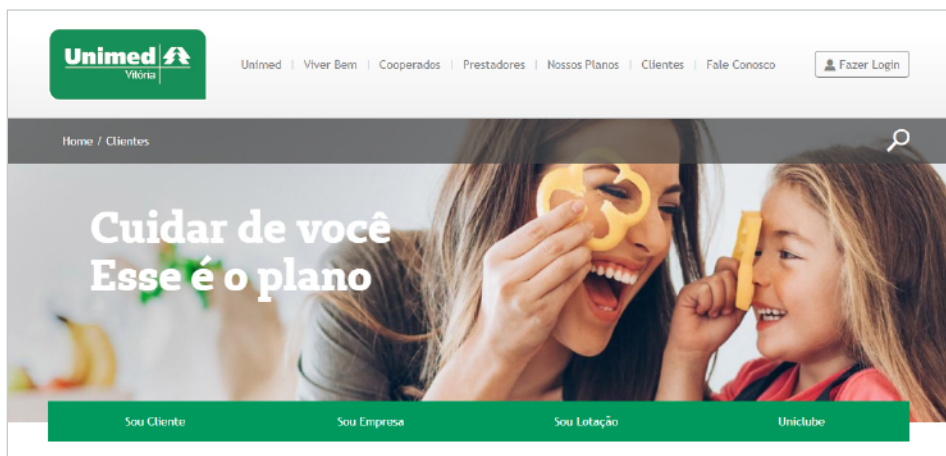 Unimed
Vitória
Unimed | Viver Bem | Cooperados | Prestadores | Nossos Planos | Clientes | Fale Conosco
Fazer Login
Home / Clientes
Cuidar de você
Esse é o plano
Sou Cliente Sou Empresa Sou Lotação Uniclube